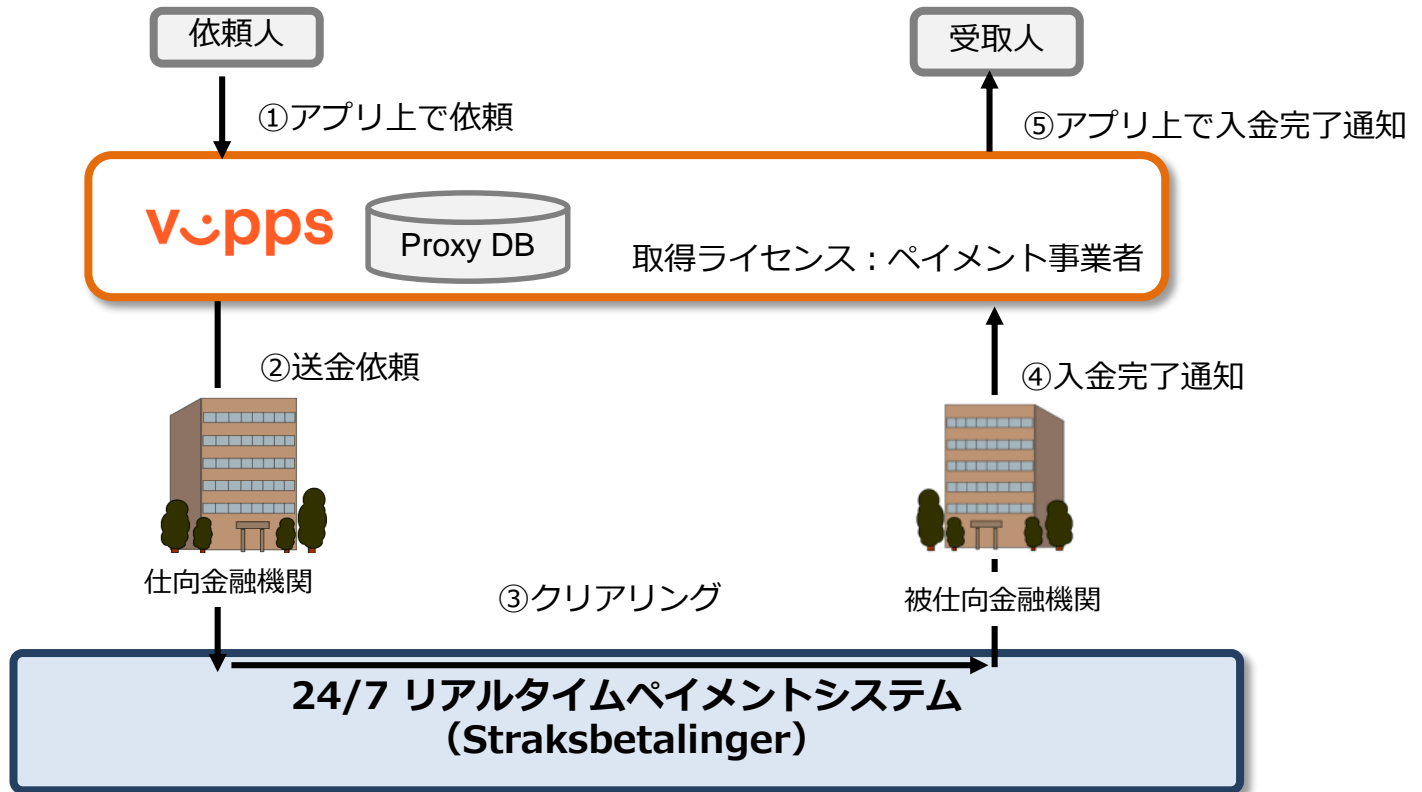 依頼人
受取人
①アプリ上で依頼
⑤アプリ上で入金完了通知
vipps
Proxy DB
取得ライセンス：ペイメント事業者
②送金依頼
④入金完了通知
仕向金融機関
③クリアリング
被仕向金融機関
24/7 リアルタイムペイメントシステム
（Straksbetalinger）